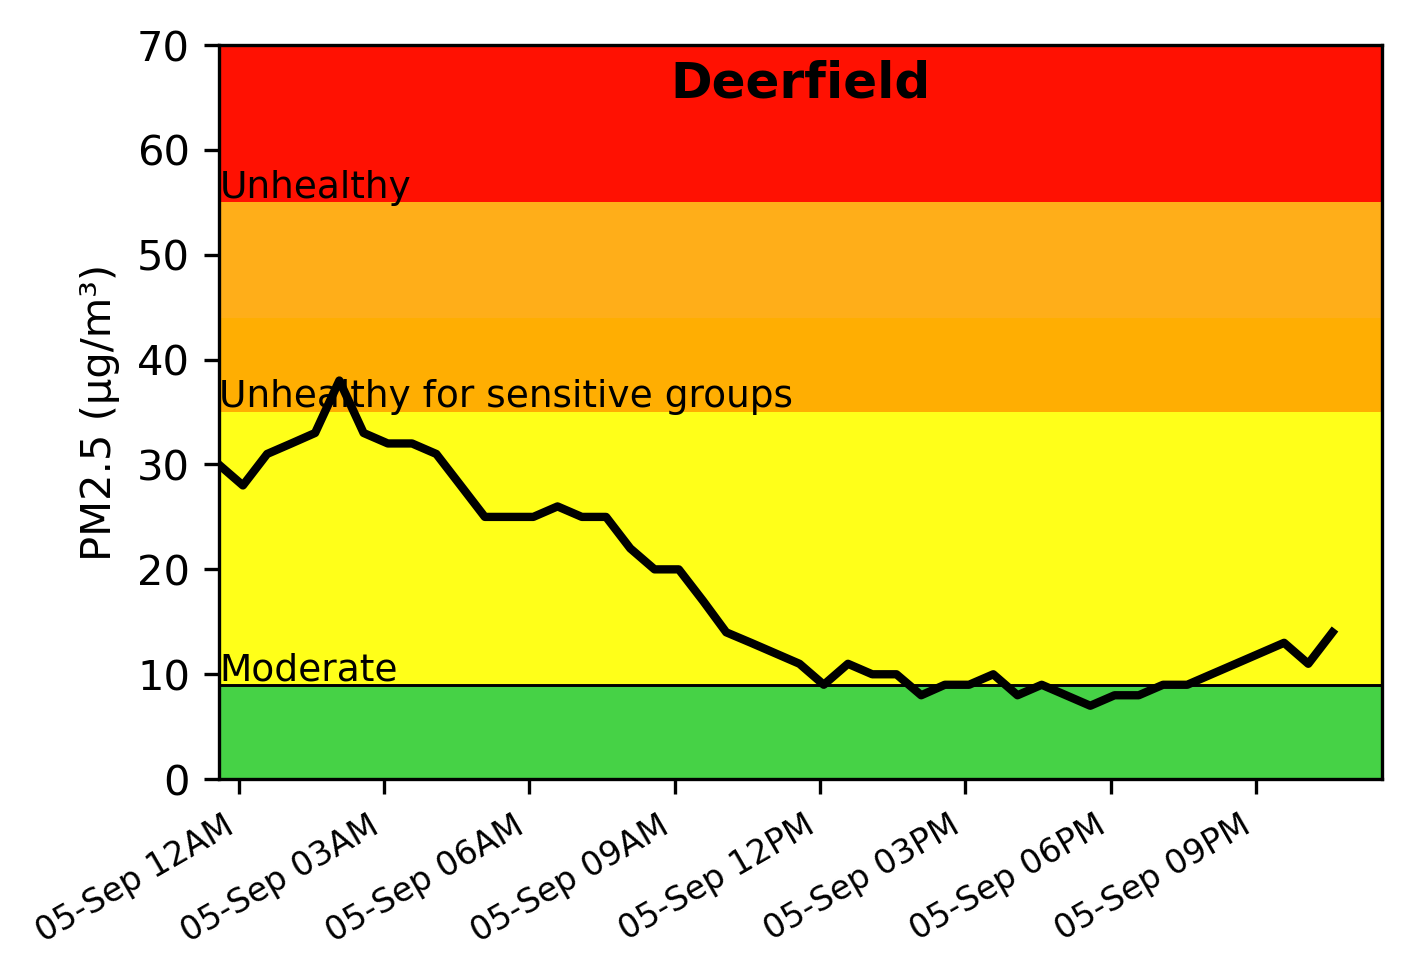 Deerfield
70
60
Unhealthy
50
40
Unhealthy for sensitive groups
30
20
Moderate
10
0
PM2.5 (µg/m³)
05-Sep 12AM
05-Sep 03AM
05-Sep 06AM
05-Sep 09AM
05-Sep 12PM
05-Sep 03PM
05-Sep 06PM
05-Sep 09PM